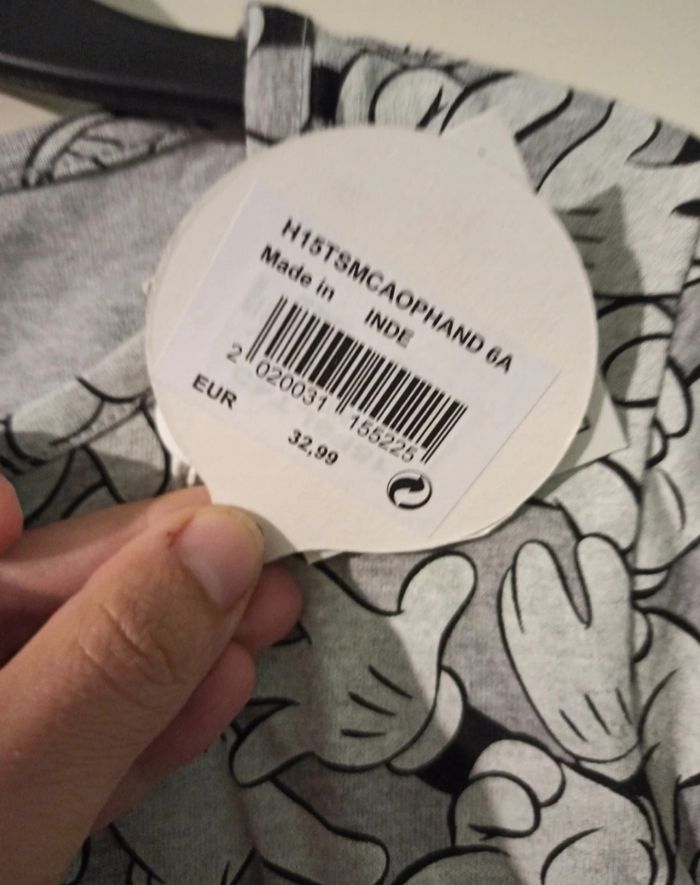 H15TSMCAOPHAND 6A
Made in INDE
2 020031 155225
EUR 32,99